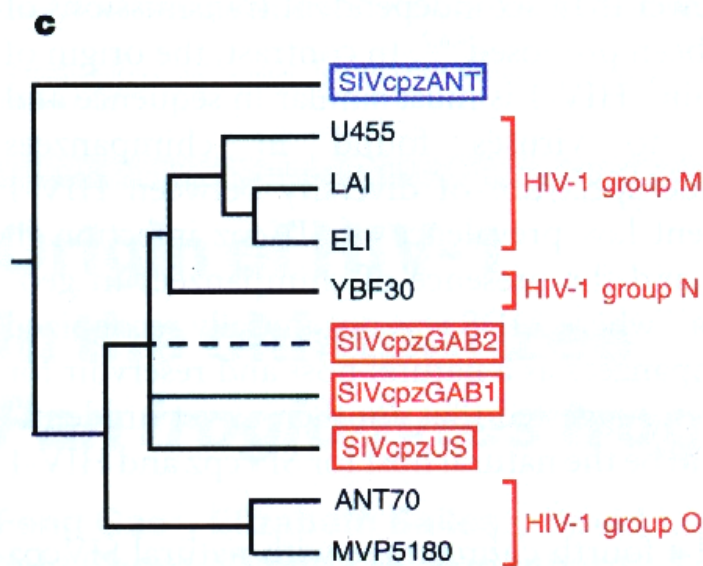 c
SIVcpzANT
U455
LAI
HIV-1 group M
ELI
YBF30
HIV-1 group N
SIVcpzGAB2
SIVcpzGAB1
SIVcpzUS
ANT70
HIV-1 group O
MVP5180